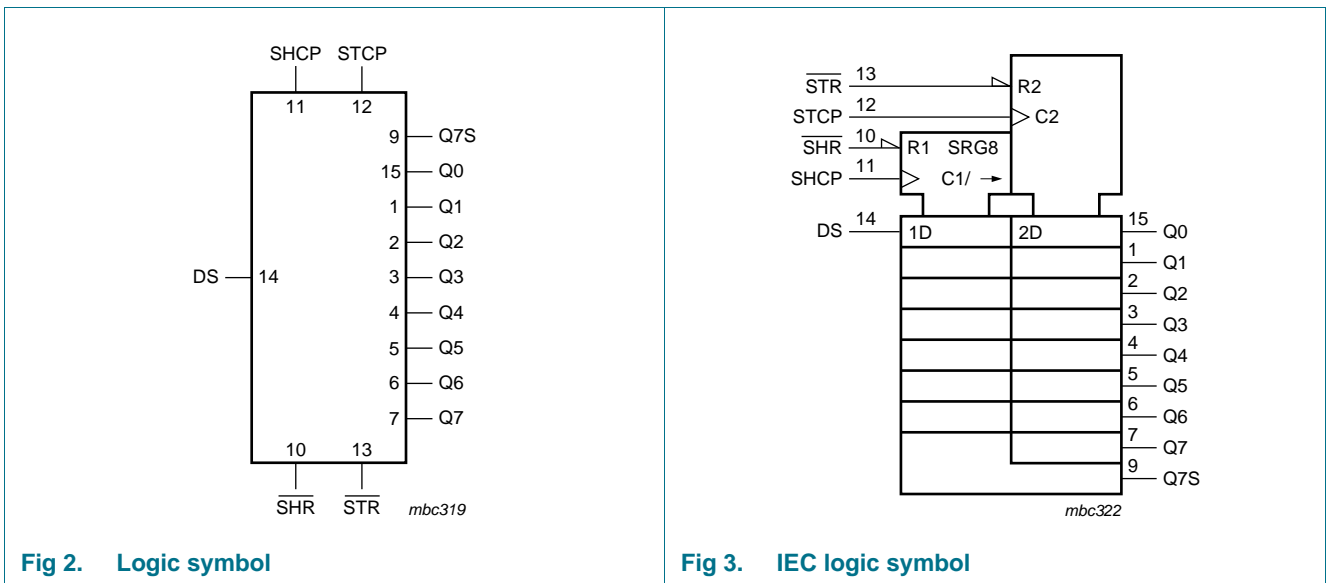 SHCP STCP
11 12
9 Q7S
15 Q0
1 Q1
2 Q2
DS 14 3 Q3
4 Q4
5 Q5
6 Q6
7 Q7
10 13
SHR STR mbc319
Fig 2. Logic symbol
STR 13 R2
STCP 12 C2
SHR 10 R1 SRG8
SHCP 11 C1/ →
DS 14 1D 2D 15 Q0
1 Q1
2 Q2
3 Q3
4 Q4
5 Q5
6 Q6
7 Q7
9 Q7S
mbc322
Fig 3. IEC logic symbol